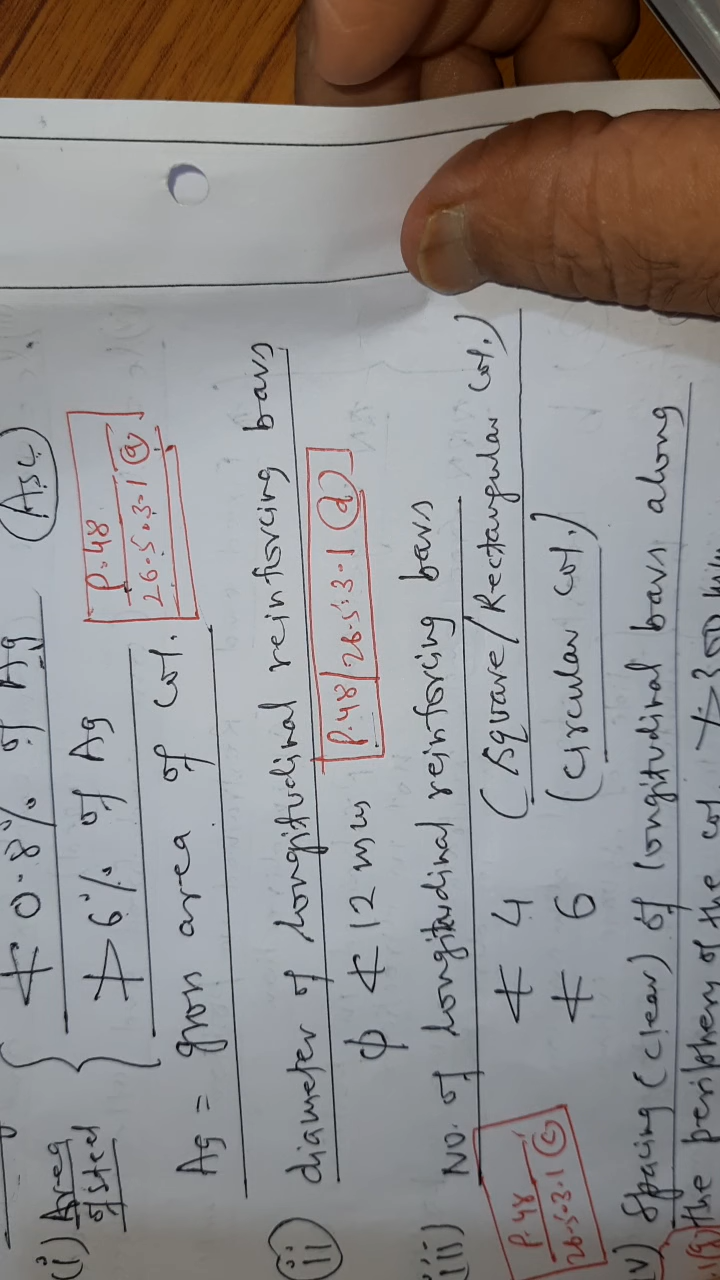 (i) Area of steel { ≮ 0.8% of Ag (Asc)
≯ 6% of Ag
P.48
26.5.3.1 (a)
Ag = gross area of col.
(ii) diameter of longitudinal reinforcing bars
ϕ ≮ 12 mm P.48/26.5.3.1 (d)
(iii) No. of longitudinal reinforcing bars
P.48
26.5.3.1 (c)
≮ 4 (Square/Rectangular col.)
≮ 6 (Circular col.)
v) Spacing (clear) of longitudinal bars along
the periphery of the col. ≯ 300 mm